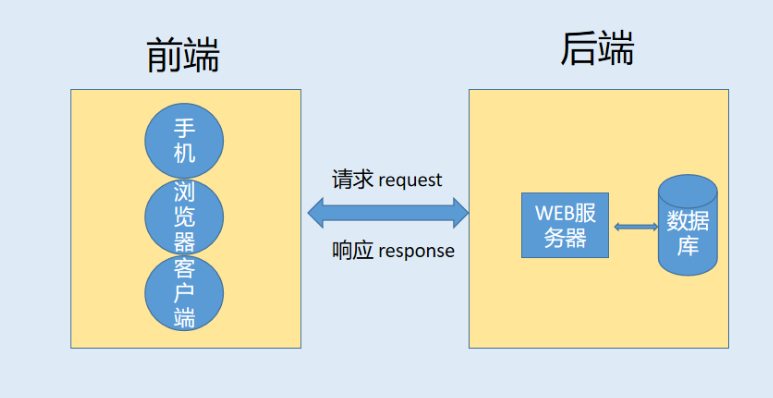 前端
后端
手
机
浏
览
器
客
户
端
请求 request
响应 response
WEB服
务器
数据
库